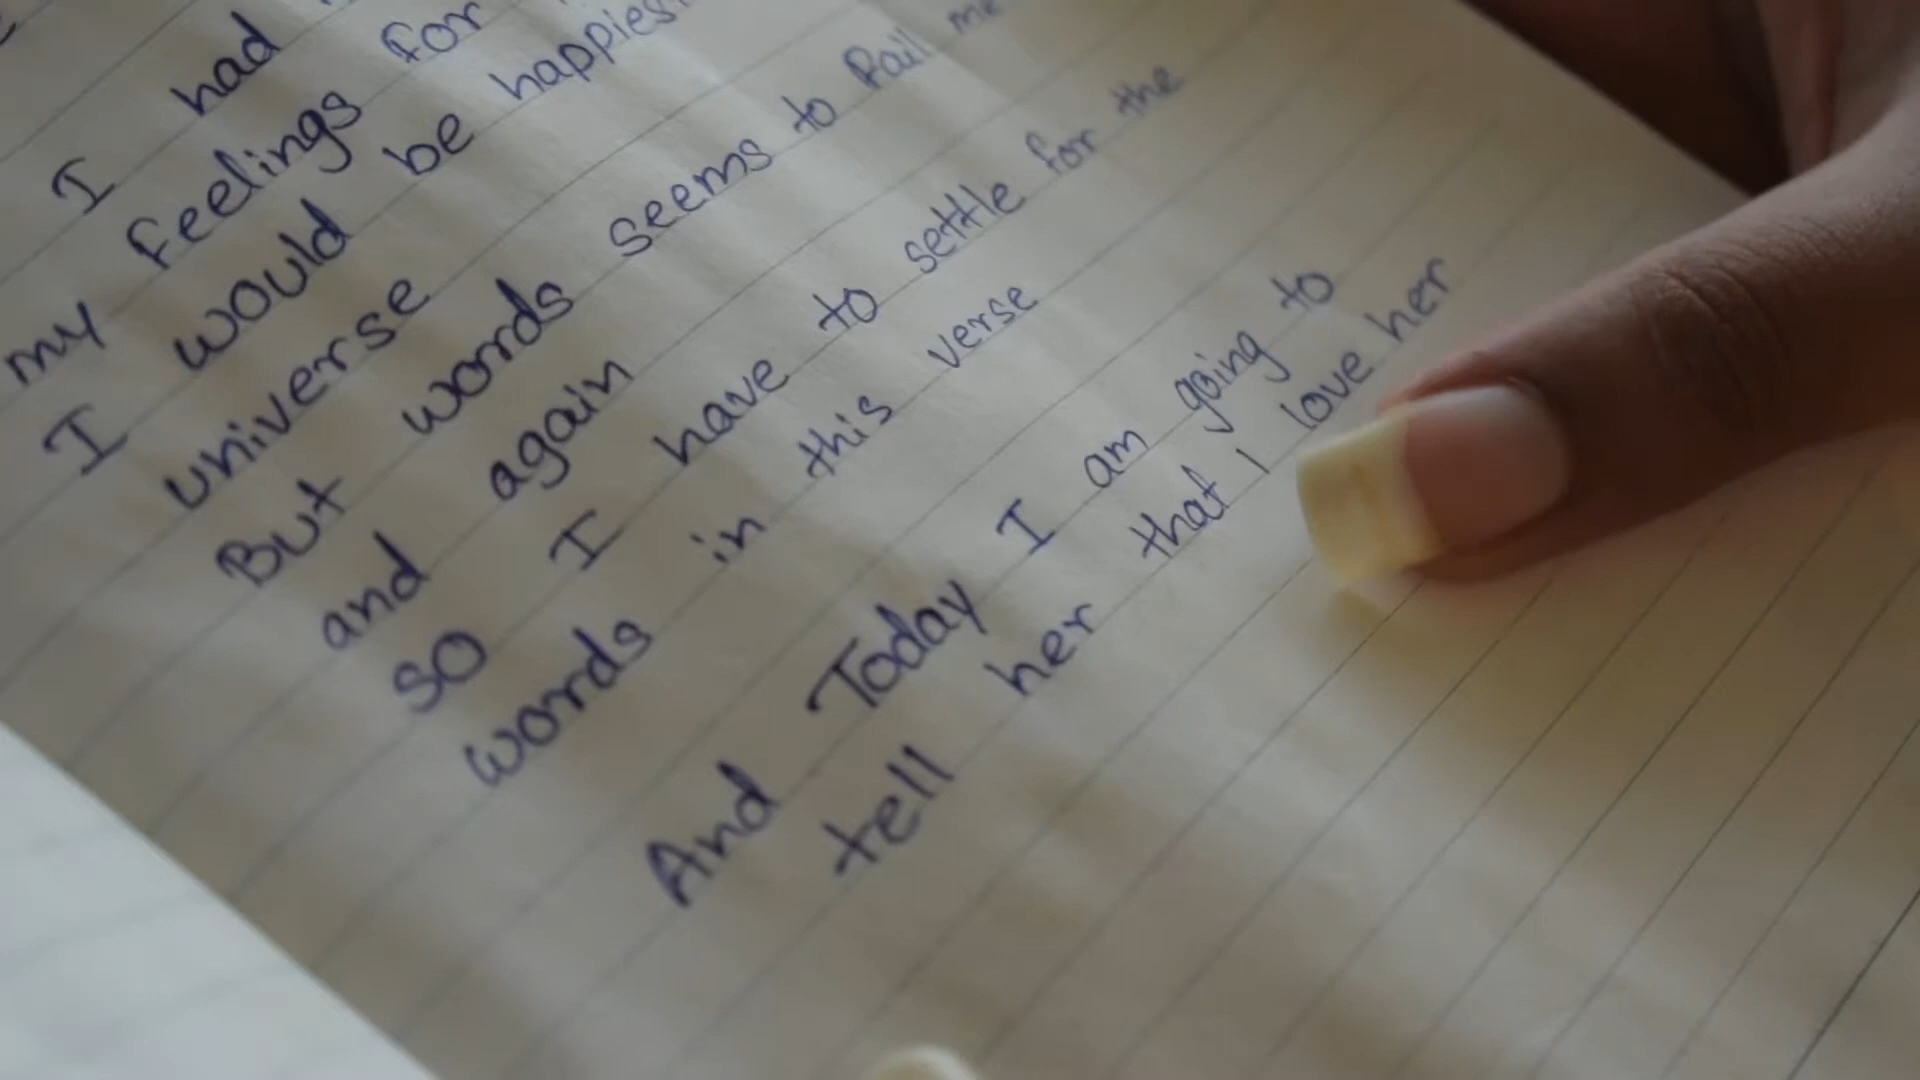 I had
my feelings for
I would be happies
universe
But words seems to fail me
and again
so I have to settle for the
words in this verse
And Today I am going to
tell her that I love her